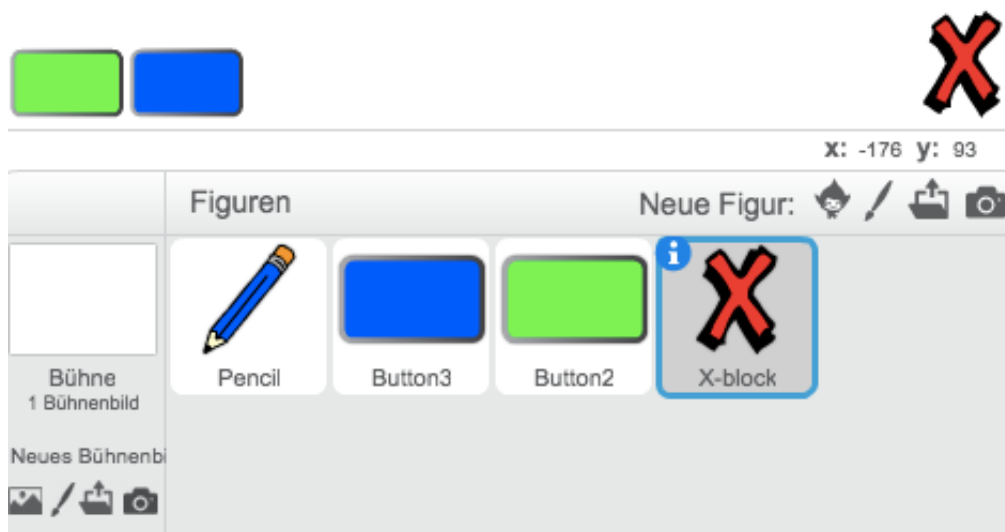 x: -176 y: 93
Figuren
Neue Figur:
Pencil
Button3
Button2
X-block
Bühne
1 Bühnenbild
Neues Bühnenbi